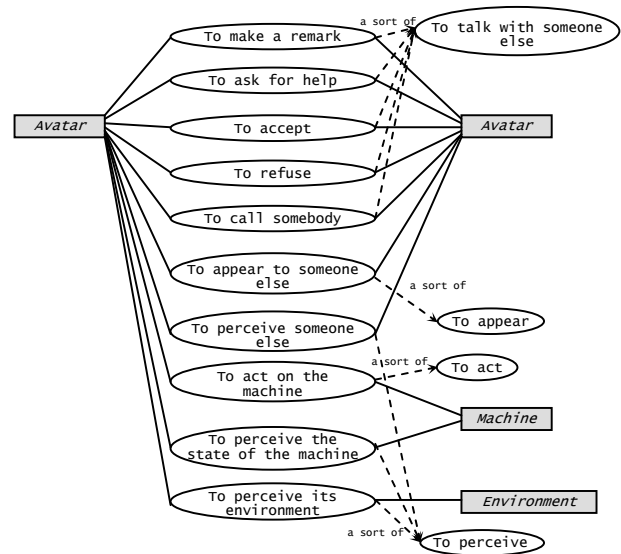 a sort of
To talk with someone
else
To make a remark
To ask for help
Avatar
To accept
Avatar
To refuse
To call somebody
To appear to someone
else
a sort of
To appear
To perceive someone
else
a sort of
To act
To act on the
machine
Machine
To perceive the
state of the machine
To perceive its
environment
Environment
a sort of
To perceive